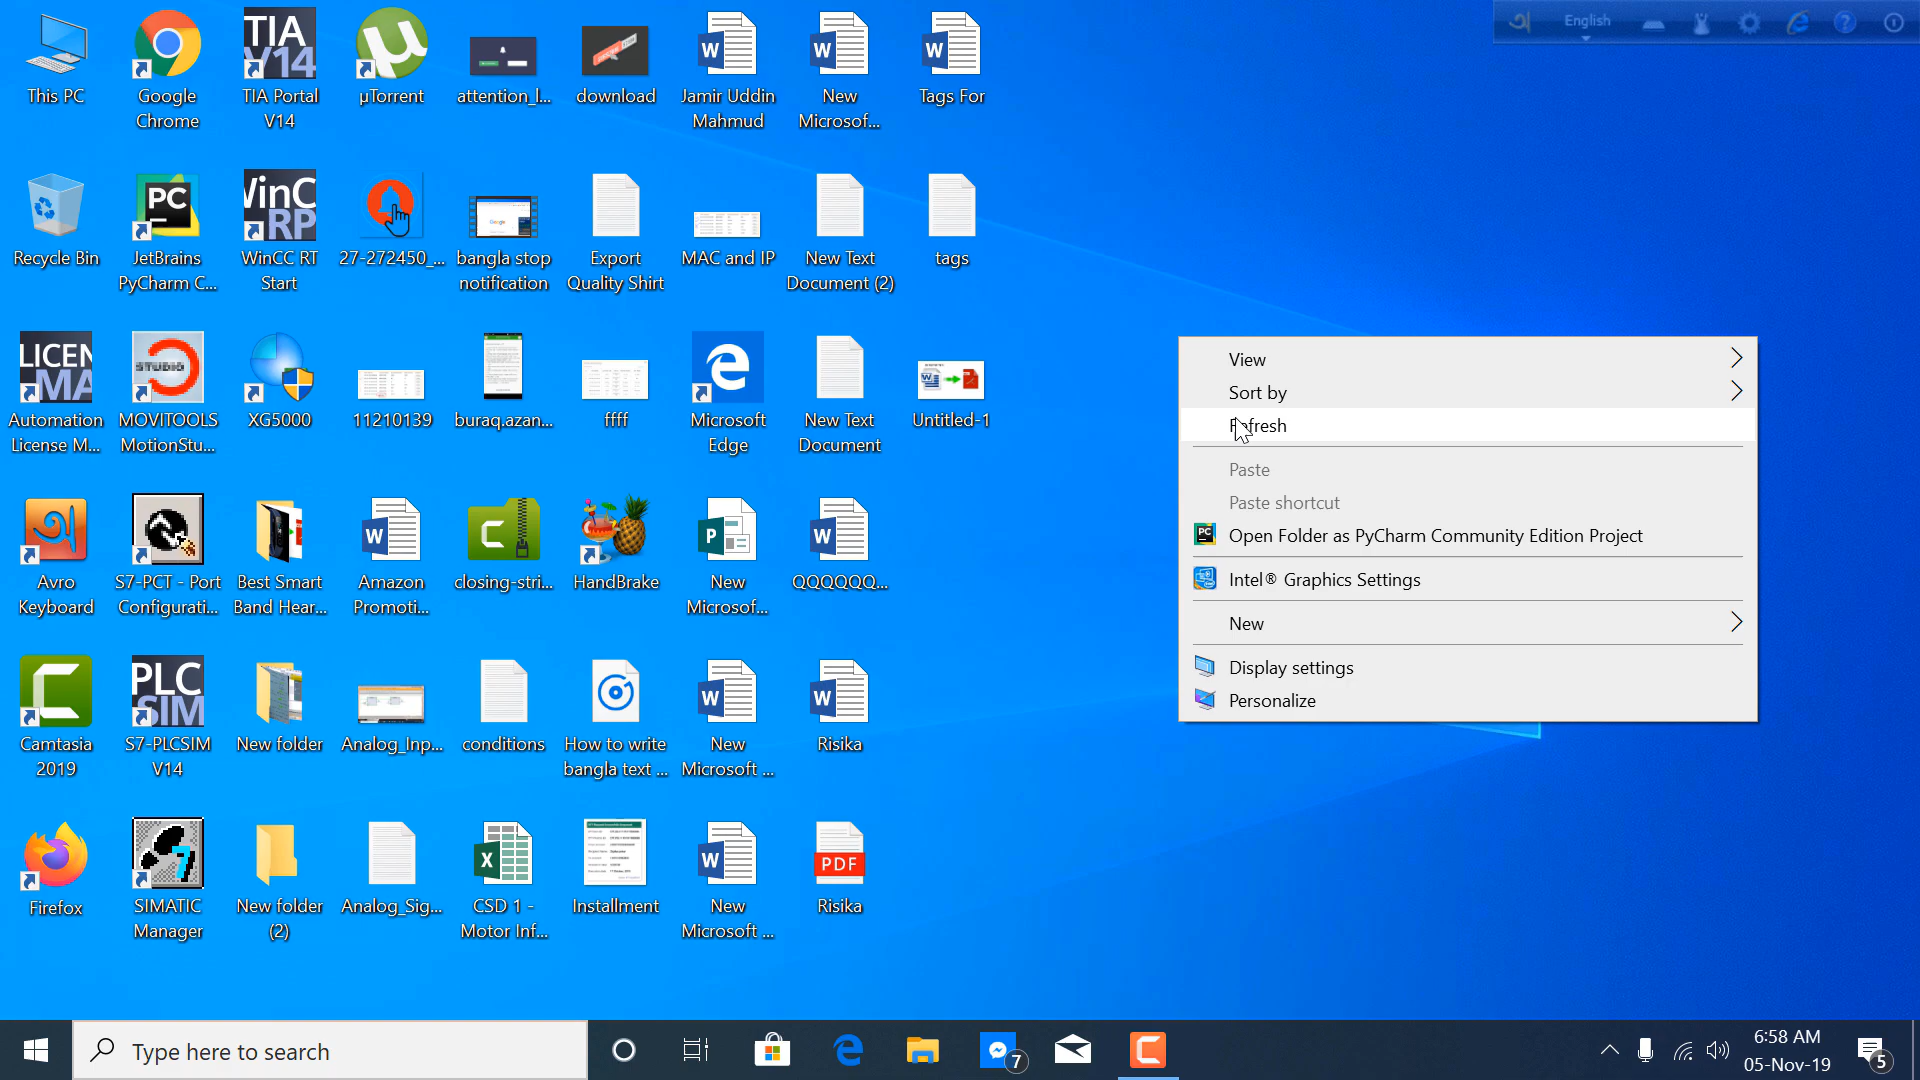 This PC
Google
Chrome
TIA
V14
TIA Portal
V14
µTorrent
attention_l...
download
Jamir Uddin
Mahmud
New
Microsof...
Tags For
English
Recycle Bin
PC
JetBrains
PyCharm C...
WinC
RP
WinCC RT
Start
27-272450_...
bangla stop
notification
Export
Quality Shirt
MAC and IP
New Text
Document (2)
tags
LICEN
MA
Automation
License M...
STUDIO
MOVITOOLS
MotionStu...
XG5000
11210139
buraq.azan...
ffff
Microsoft
Edge
New Text
Document
Untitled-1
Avro
Keyboard
S7-PCT - Port
Configurati...
Best Smart
Band Hear...
Amazon
Promoti...
closing-stri...
HandBrake
New
Microsof...
QQQQQQ...
Camtasia
2019
PLC
SIM
S7-PLCSIM
V14
New folder
Analog_Inp...
conditions
How to write
bangla text ...
New
Microsoft ...
Risika
Firefox
SIMATIC
Manager
New folder
(2)
Analog_Sig...
CSD 1 -
Motor Inf...
Installment
New
Microsoft ...
PDF
Risika
View
Sort by
Refresh
Paste
Paste shortcut
Open Folder as PyCharm Community Edition Project
Intel® Graphics Settings
New
Display settings
Personalize
Type here to search
7
6:58 AM
05-Nov-19
5